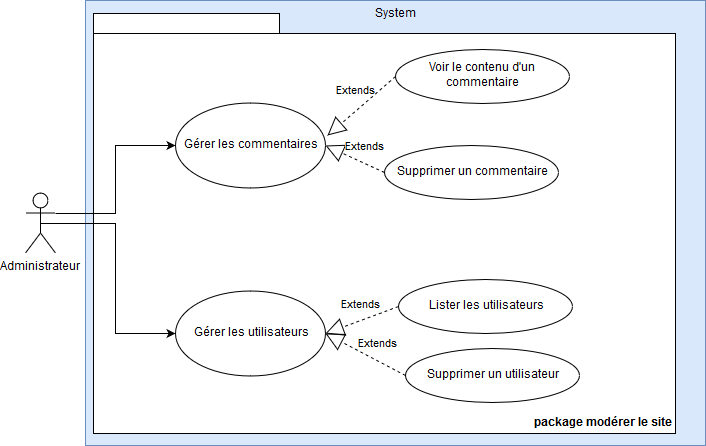 System
Voir le contenu d'un
commentaire
Extends
Gérer les commentaires
Extends
Supprimer un commentaire
Administrateur
Lister les utilisateurs
Extends
Gérer les utilisateurs
Extends
Supprimer un utilisateur
package modérer le site